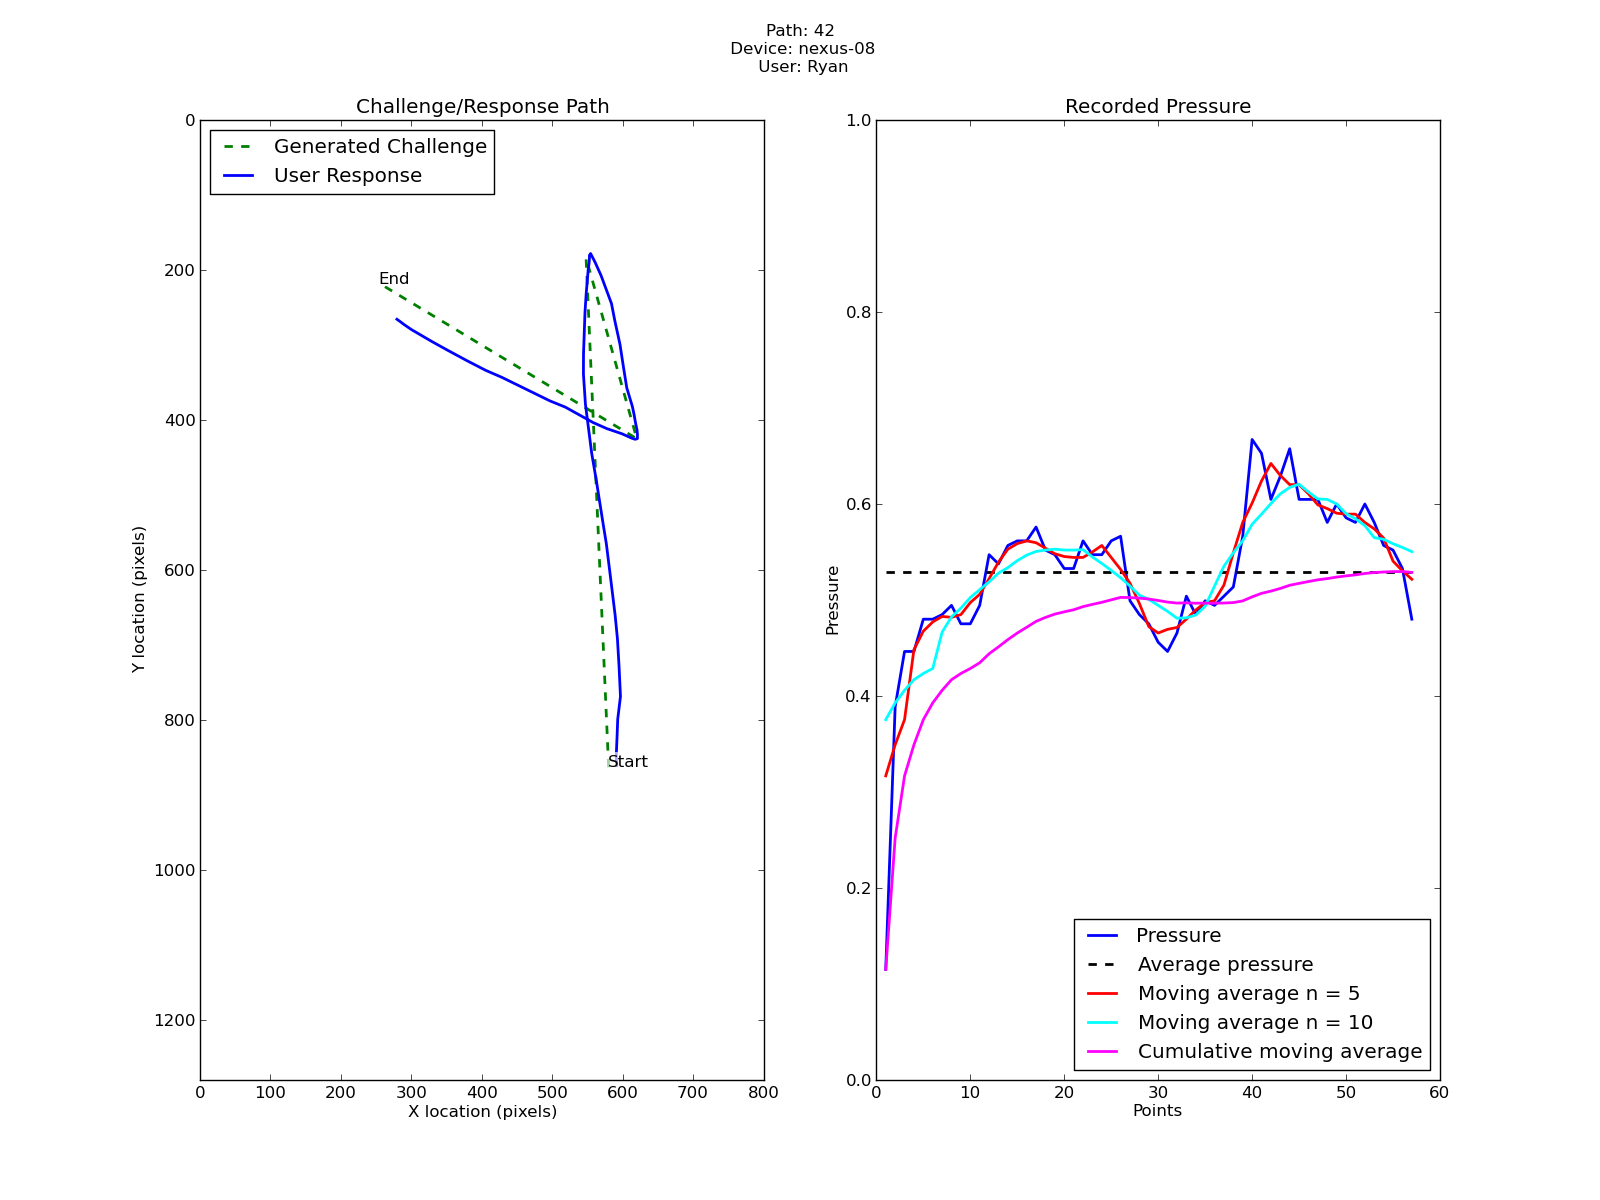 Path: 42
Device: nexus-08
User: Ryan
Challenge/Response Path
Generated Challenge
User Response
End
Start
0
200
400
600
800
1000
1200
Y location (pixels)
0 100 200 300 400 500 600 700 800
X location (pixels)
Recorded Pressure
1.0
0.8
0.6
0.4
0.2
0.0
Pressure
Pressure
Average pressure
Moving average n = 5
Moving average n = 10
Cumulative moving average
0 10 20 30 40 50 60
Points